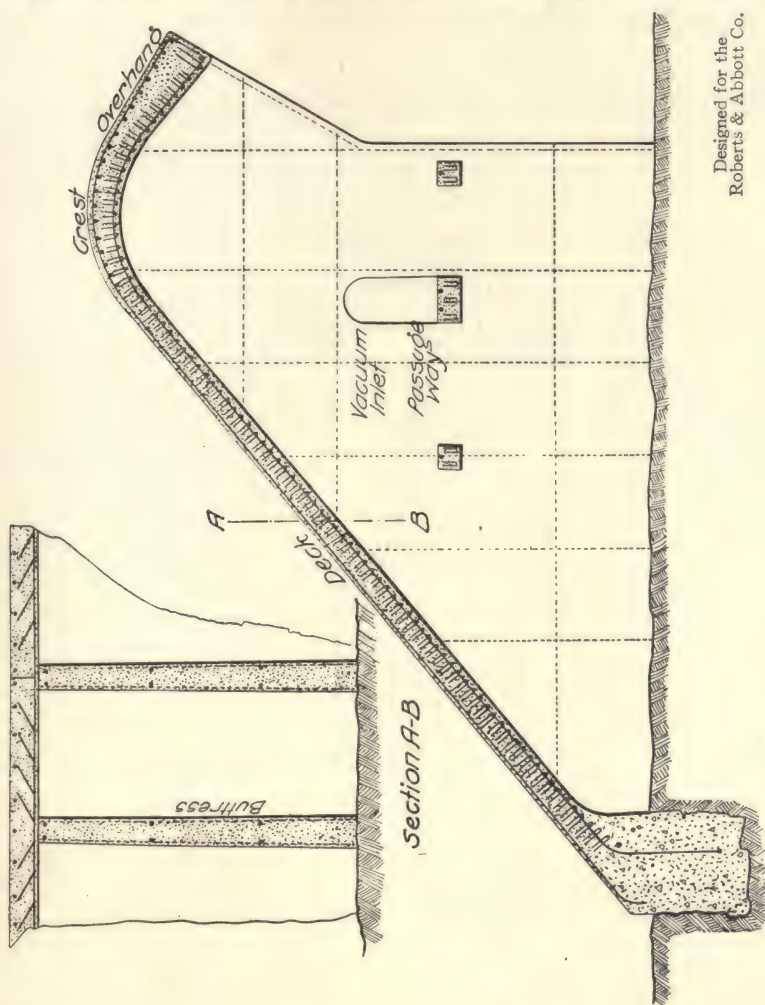 Overhang
Crest
Vacuum
Inlet
Passage
Ways
A
B
Deck
Buttress
Section A-B
Designed for the
Roberts & Abbott Co.